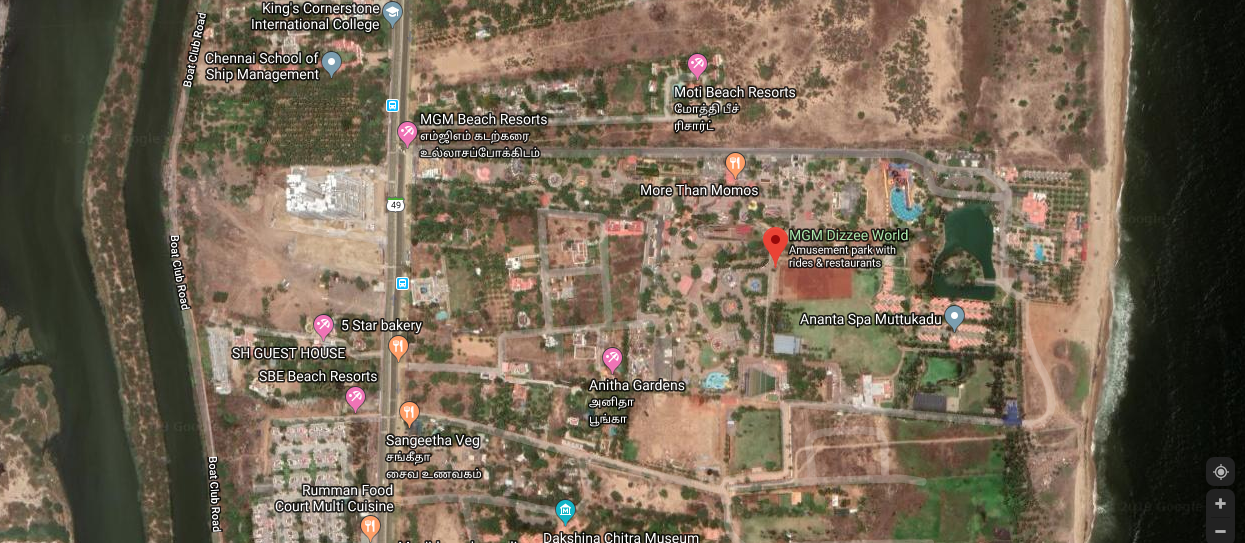 King's Cornerstone
International College
Boat Club Road
Chennai School of
Ship Management
Moti Beach Resorts
மோத்தி பீச்
ரிசார்ட்
MGM Beach Resorts
எம்ஜிஎம் கடற்கரை
உல்லாசப்போக்கிடம்
More Than Momos
49
MGM Dizzee World
Amusement park with
rides & restaurants
Boat Club Road
Ananta Spa Muttukadu
5 Star bakery
SH GUEST HOUSE
SBE Beach Resorts
Anitha Gardens
அனிதா
பூங்கா
Sangeetha Veg
சங்கீதா
சைவ உணவகம்
Boat Club Road
Rumman Food
Court Multi Cuisine
Dakshina Chitra Museum